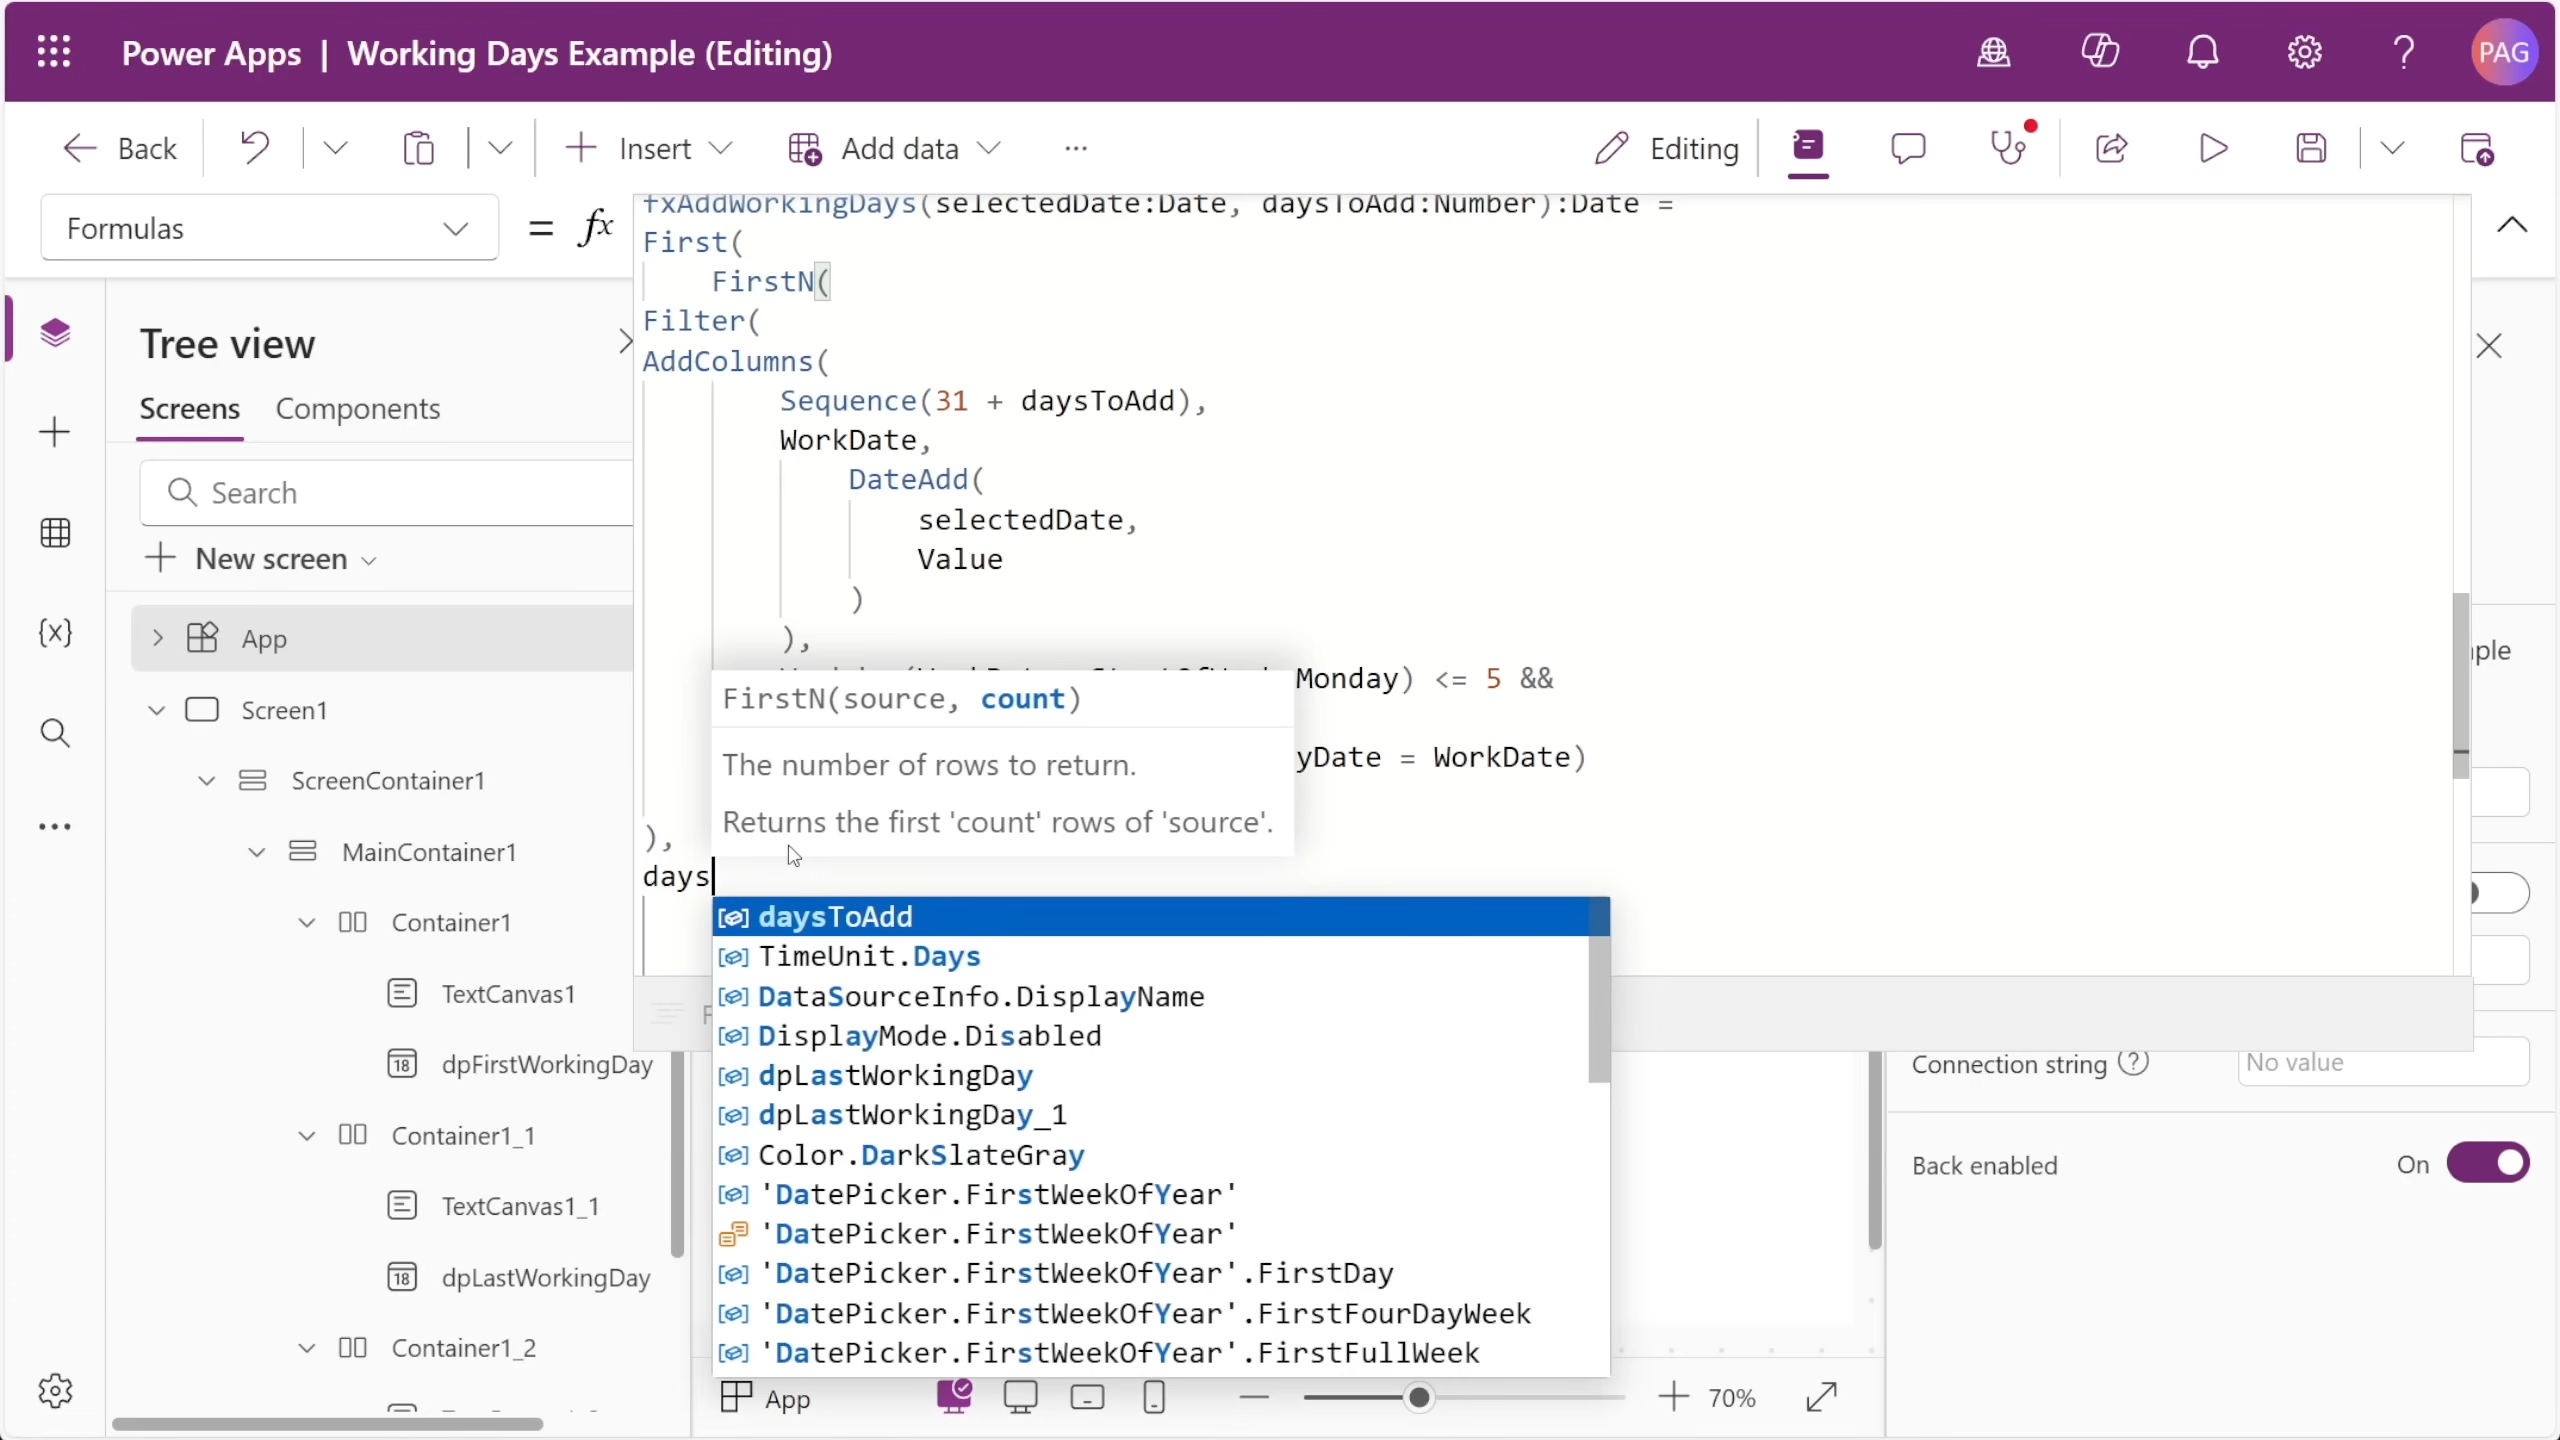 Power Apps | Working Days Example (Editing)
PAG
Back
Insert
Add data
...
Editing
Formulas
= fx
fxAddWorkingDays(selectedDate:Date, daysToAdd:Number):Date =
First(
FirstN(
Filter(
AddColumns(
Sequence(31 + daysToAdd),
WorkDate,
DateAdd(
selectedDate,
Value
)
),
Monday) <= 5 &&
yDate = WorkDate)
),
days
FirstN(source, count)
The number of rows to return.
Returns the first 'count' rows of 'source'.
daysToAdd
TimeUnit.Days
DataSourceInfo.DisplayName
DisplayMode.Disabled
dpLastWorkingDay
dpLastWorkingDay_1
Color.DarkSlateGray
'DatePicker.FirstWeekOfYear'
'DatePicker.FirstWeekOfYear'
'DatePicker.FirstWeekOfYear'.FirstDay
'DatePicker.FirstWeekOfYear'.FirstFourDayWeek
'DatePicker.FirstWeekOfYear'.FirstFullWeek
Tree view
Screens
Components
Search
New screen
App
Screen1
ScreenContainer1
MainContainer1
Container1
TextCanvas1
18 dpFirstWorkingDay
Container1_1
TextCanvas1_1
18 dpLastWorkingDay
Container1_2
App
70%
ple
Connection string
No value
Back enabled
On